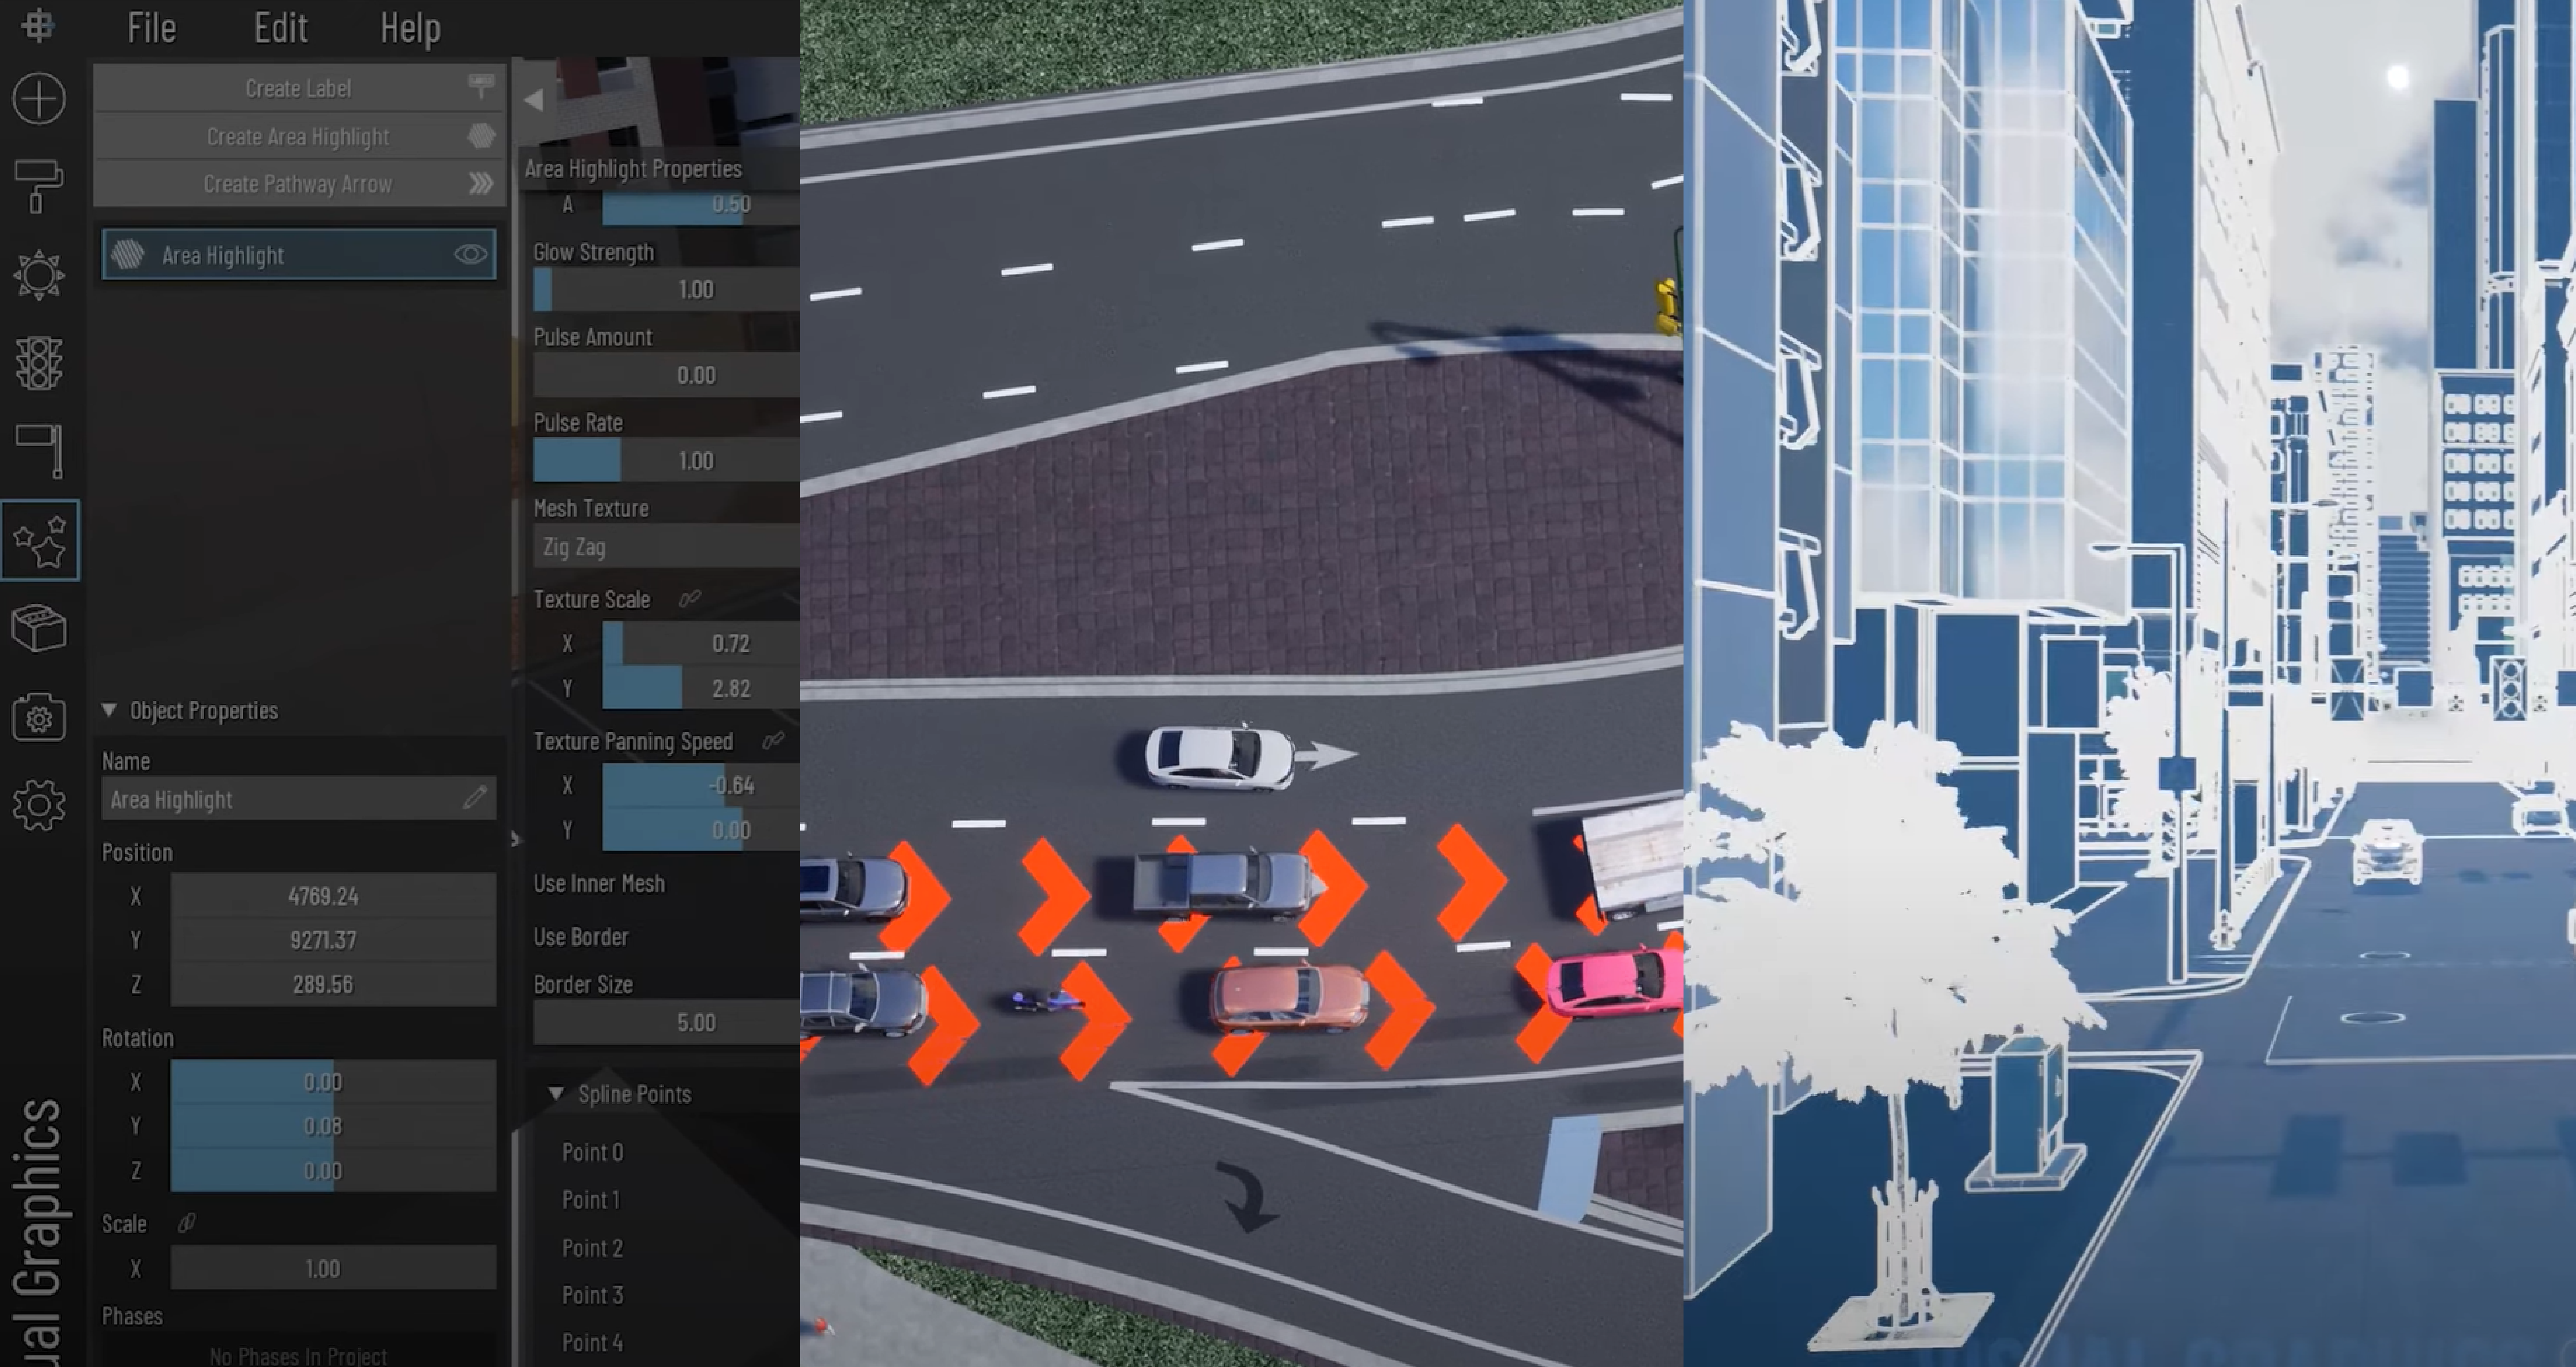 File Edit Help
Create Label
Create Area Highlight
Create Pathway Arrow
Area Highlight
Object Properties
Name
Area Highlight
Position
X 4769.24
Y 9271.37
Z 289.56
Rotation
X 0.00
Y 0.08
Z 0.00
Scale
X 1.00
Phases
No Phases In Project
Area Highlight Properties
A 0.50
Glow Strength
1.00
Pulse Amount
0.00
Pulse Rate
1.00
Mesh Texture
Zig Zag
Texture Scale
X 0.72
Y 2.82
Texture Panning Speed
X -0.64
Y 0.00
Use Inner Mesh
Use Border
Border Size
5.00
Spline Points
Point 0
Point 1
Point 2
Point 3
Point 4
Graphics